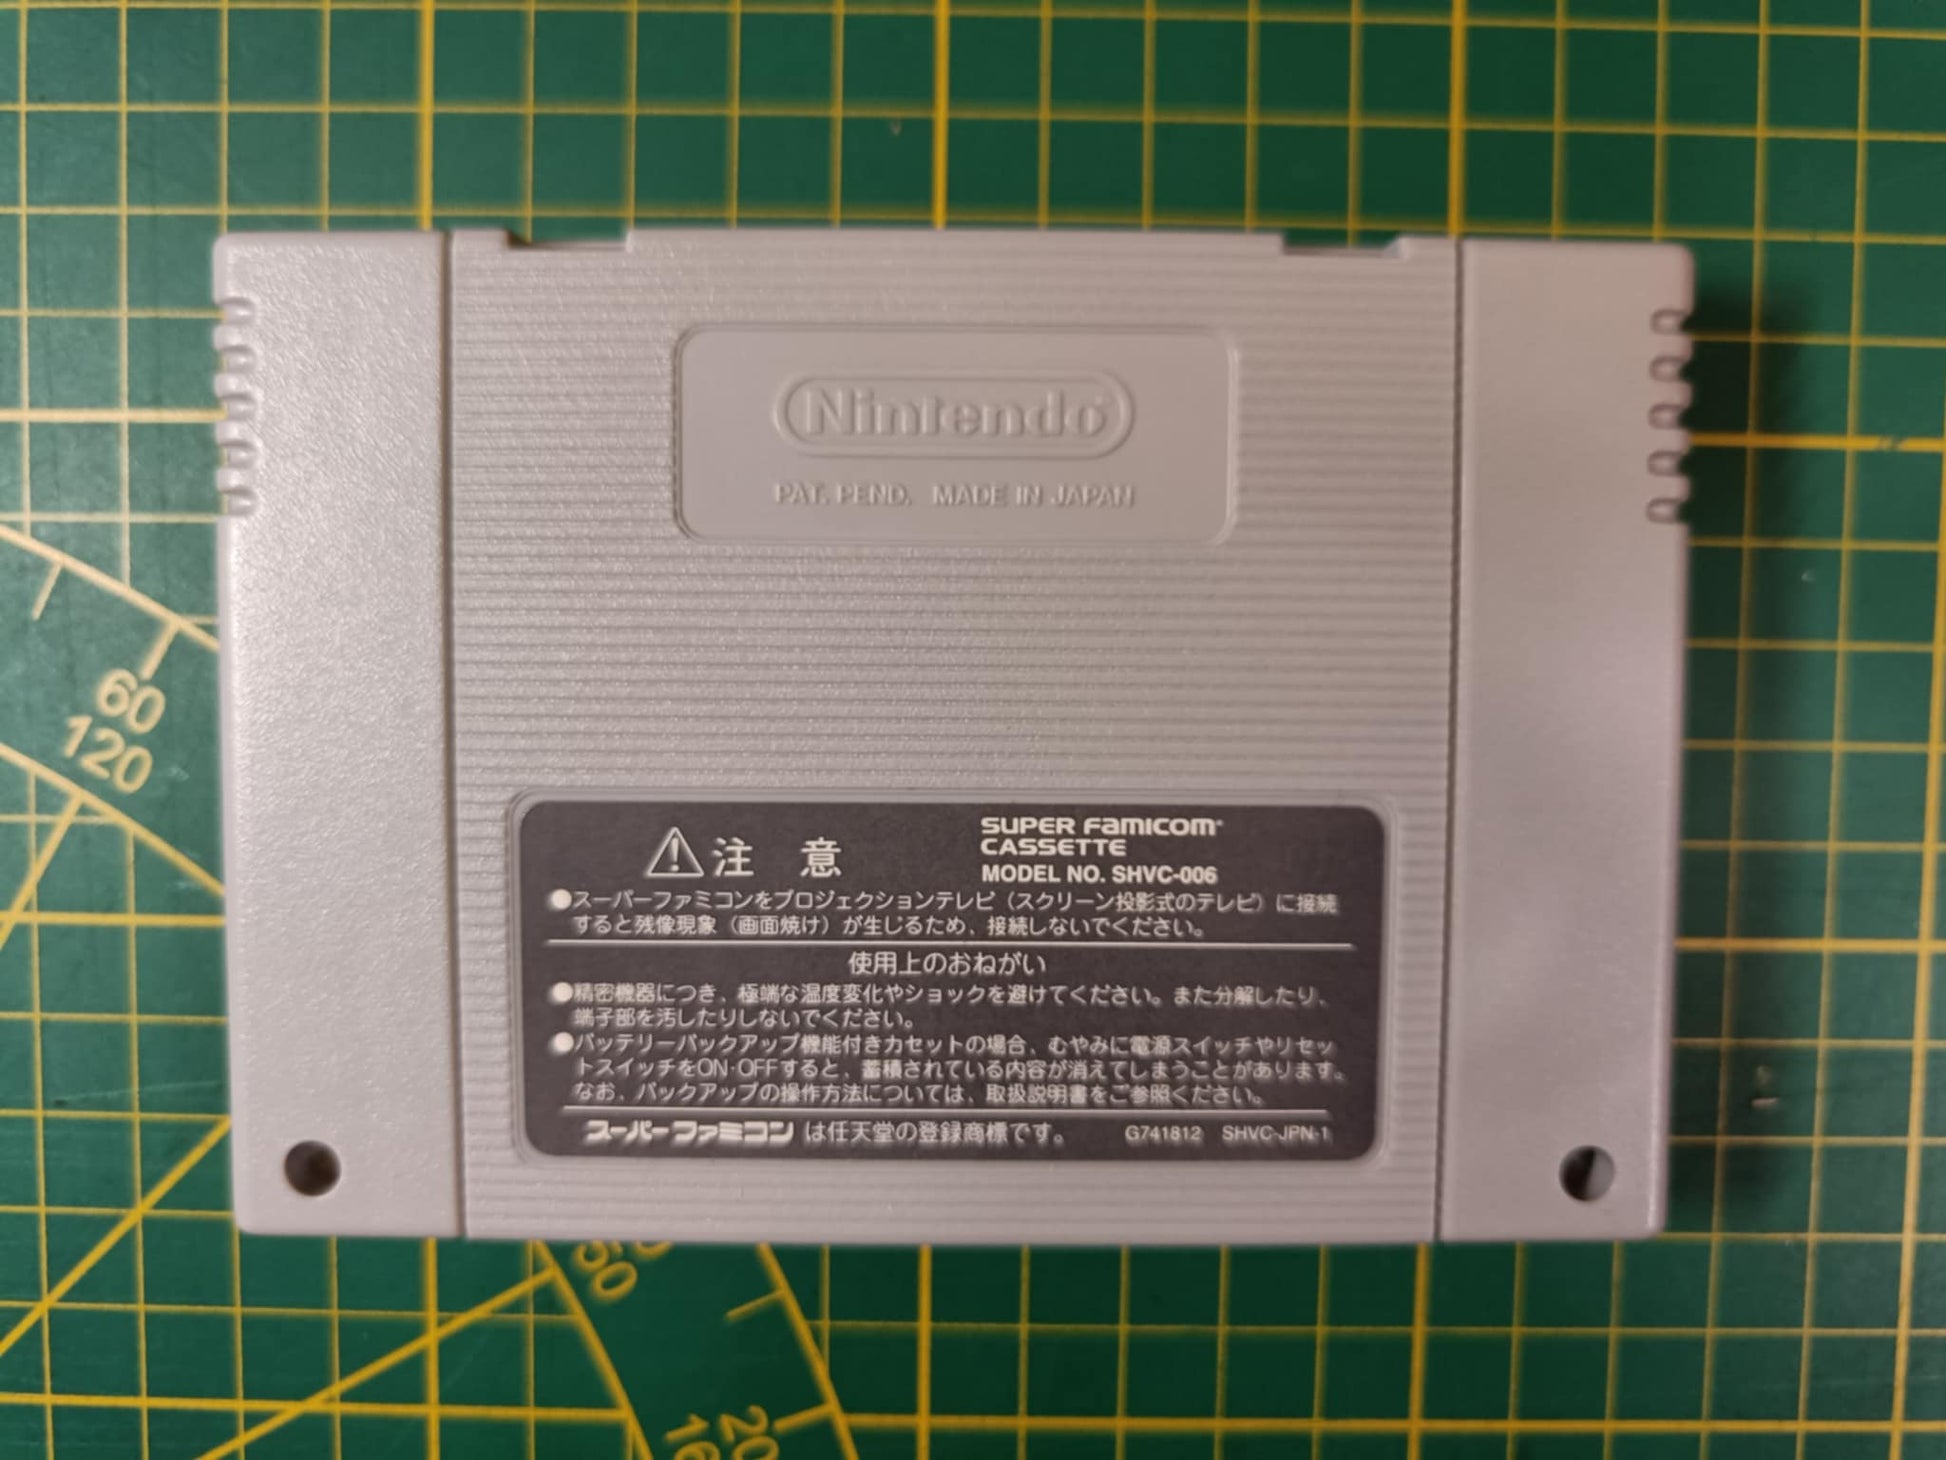 Nintendo
PAT. PEND. MADE IN JAPAN
注 意
SUPER FAMICOM
CASSETTE
MODEL NO. SHVC-006
●スーパーファミコンをプロジェクションテレビ（スクリーン投影式のテレビ）に接続
すると残像現象（画面焼け）が生じるため、接続しないでください。
使用上のおねがい
●精密機器につき、極端な温度変化やショックを避けてください。また分解したり、
端子部を汚したりしないでください。
●バッテリーバックアップ機能付きカセットの場合、むやみに電源スイッチやリセッ
トスイッチをON·OFFすると、蓄積されている内容が消えてしまうことがあります。
なお、バックアップの操作方法については、取扱説明書をご参照ください。
スーパーファミコン は任天堂の登録商標です。 G741812 SHVC-JPN-1
60
120
50
20
16